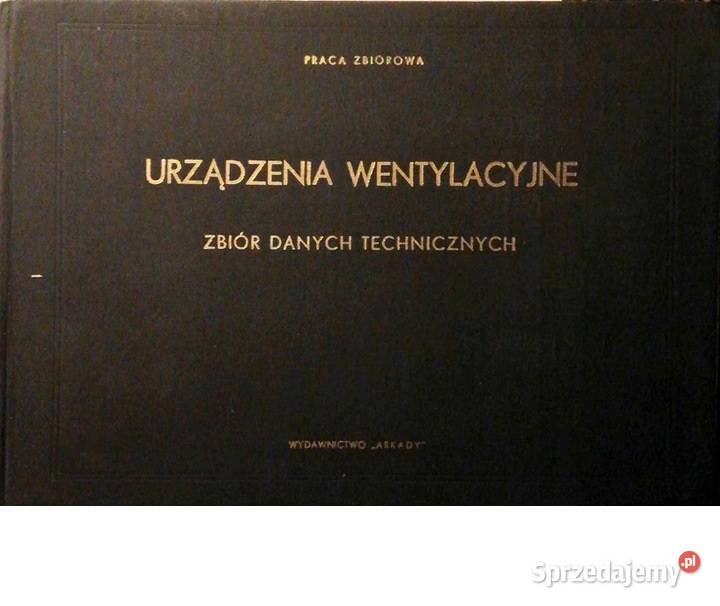 PRACA ZBIOROWA
URZĄDZENIA WENTYLACYJNE
ZBIÓR DANYCH TECHNICZNYCH
WYDAWNICTWO „ARKADY"
Sprzedajemy.pl